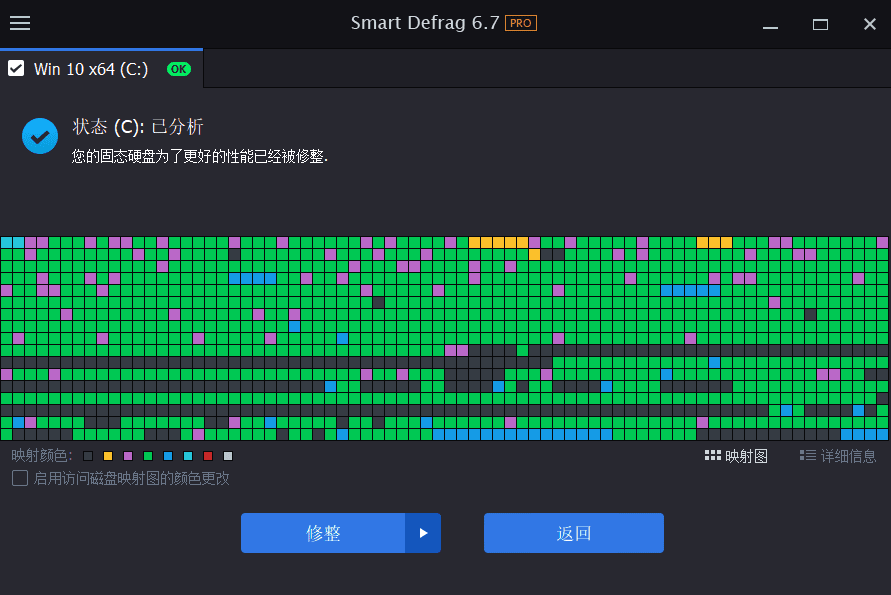 Smart Defrag 6.7 PRO
Win 10 x64 (C:) OK
状态 (C): 已分析
您的固态硬盘为了更好的性能已经被修整.
映射颜色:
映射图 详细信息
启用访问磁盘映射图的颜色更改
修整 返回